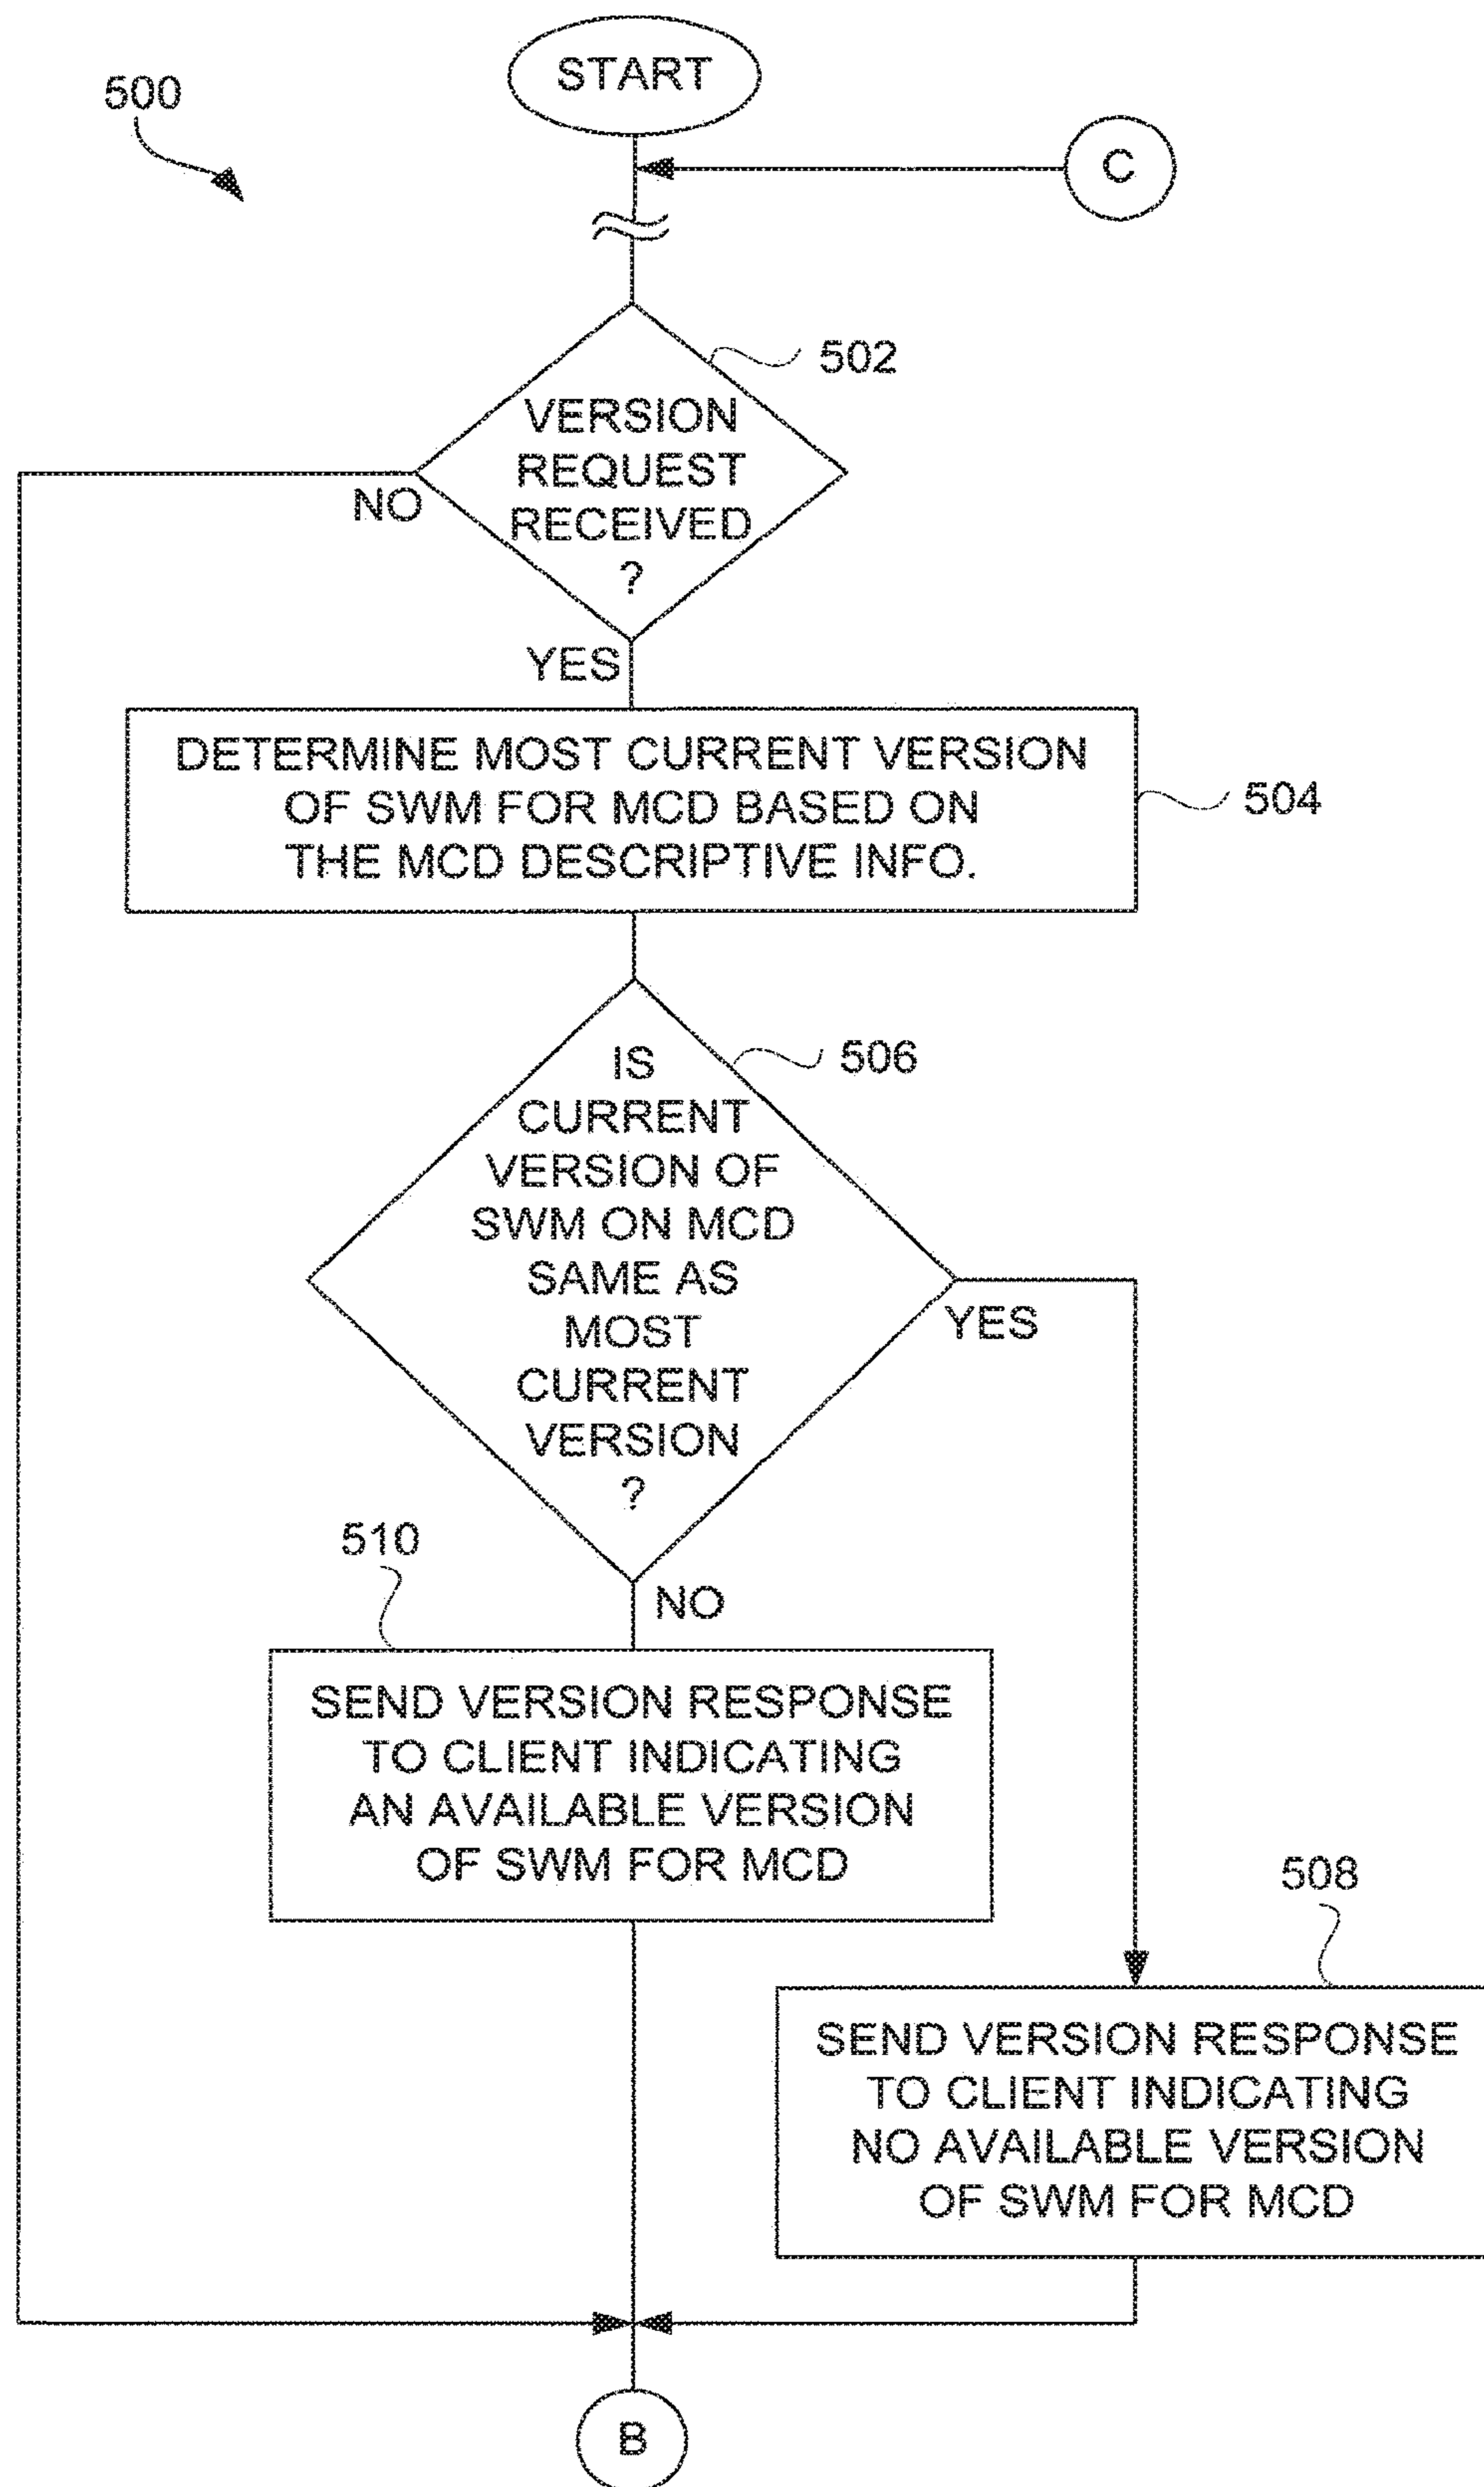 START
500
C
502
VERSION
REQUEST
RECEIVED
?
NO
YES
DETERMINE MOST CURRENT VERSION
OF SWM FOR MCD BASED ON
THE MCD DESCRIPTIVE INFO.
504
506
IS
CURRENT
VERSION OF
SWM ON MCD
SAME AS
MOST
CURRENT
VERSION
?
YES
510
NO
SEND VERSION RESPONSE
TO CLIENT INDICATING
AN AVAILABLE VERSION
OF SWM FOR MCD
508
SEND VERSION RESPONSE
TO CLIENT INDICATING
NO AVAILABLE VERSION
OF SWM FOR MCD
B